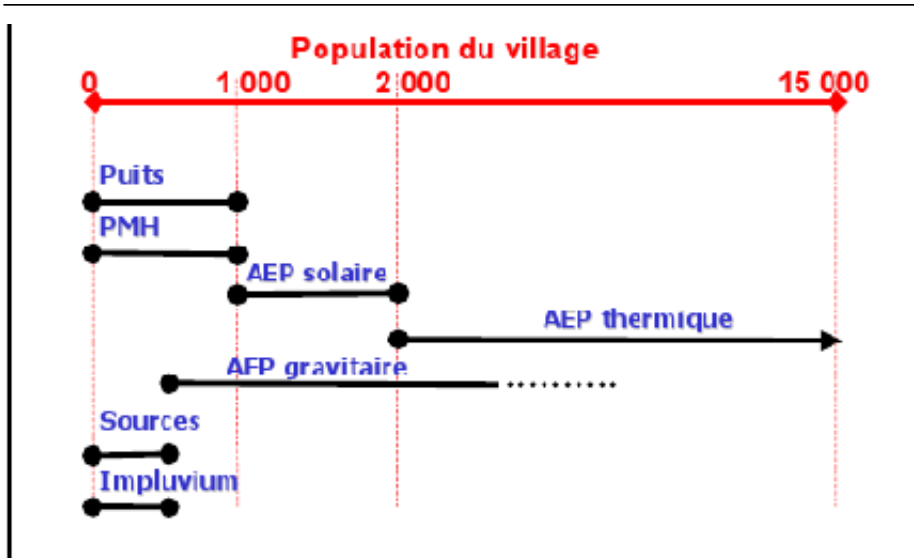 Population du village
0 1 000 2 000 15 000
Puits
PMH
AEP solaire
AEP thermique
AEP gravitaire
Sources
Impluvium